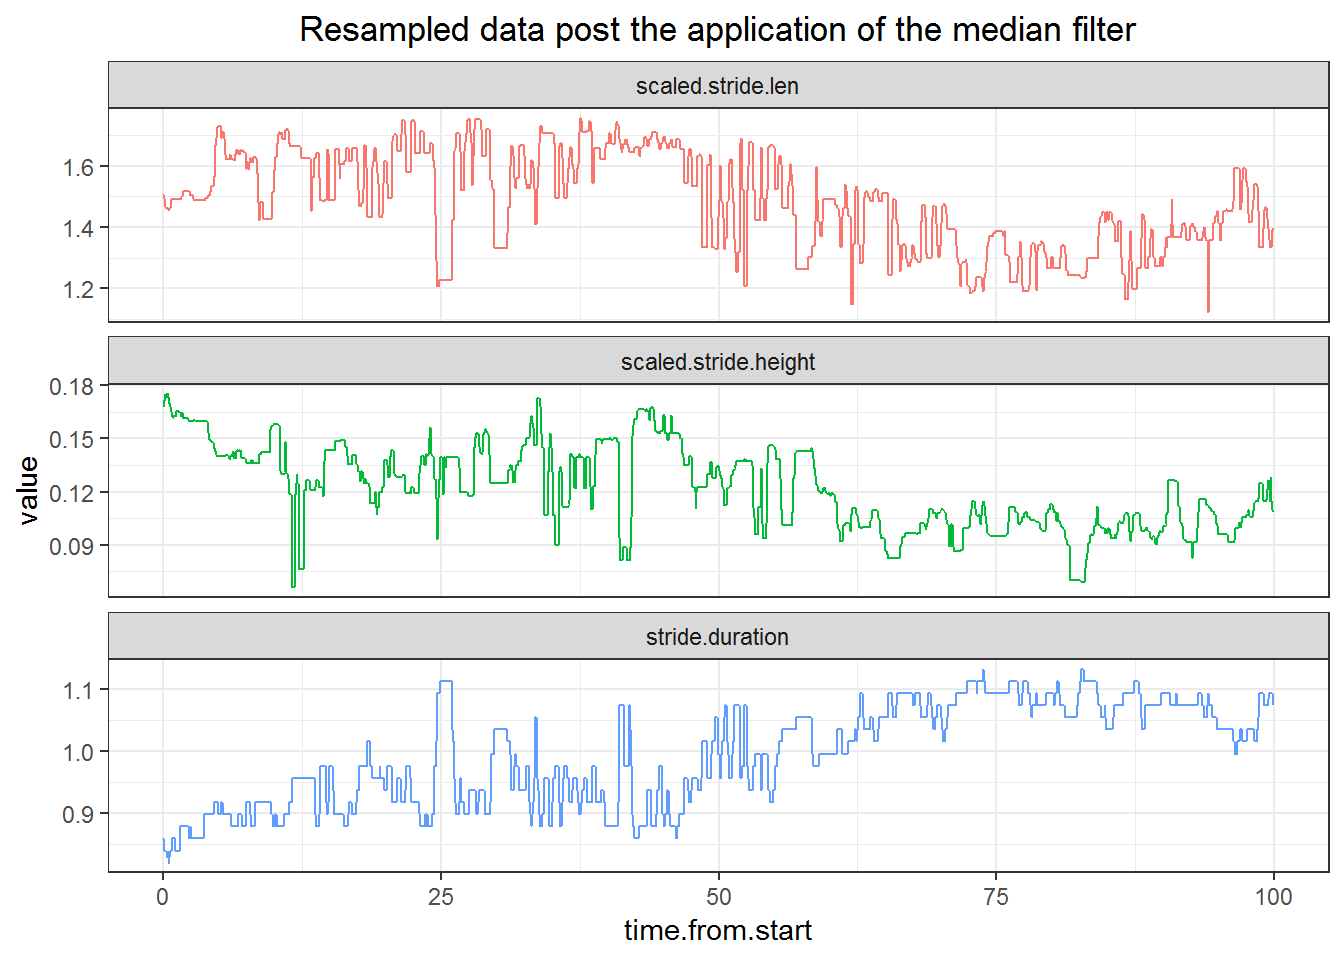 Resampled data post the application of the median filter
scaled.stride.len
1.6
1.4
1.2
scaled.stride.height
0.18
0.15
0.12
0.09
value
stride.duration
1.1
1.0
0.9
0 25 50 75 100
time.from.start